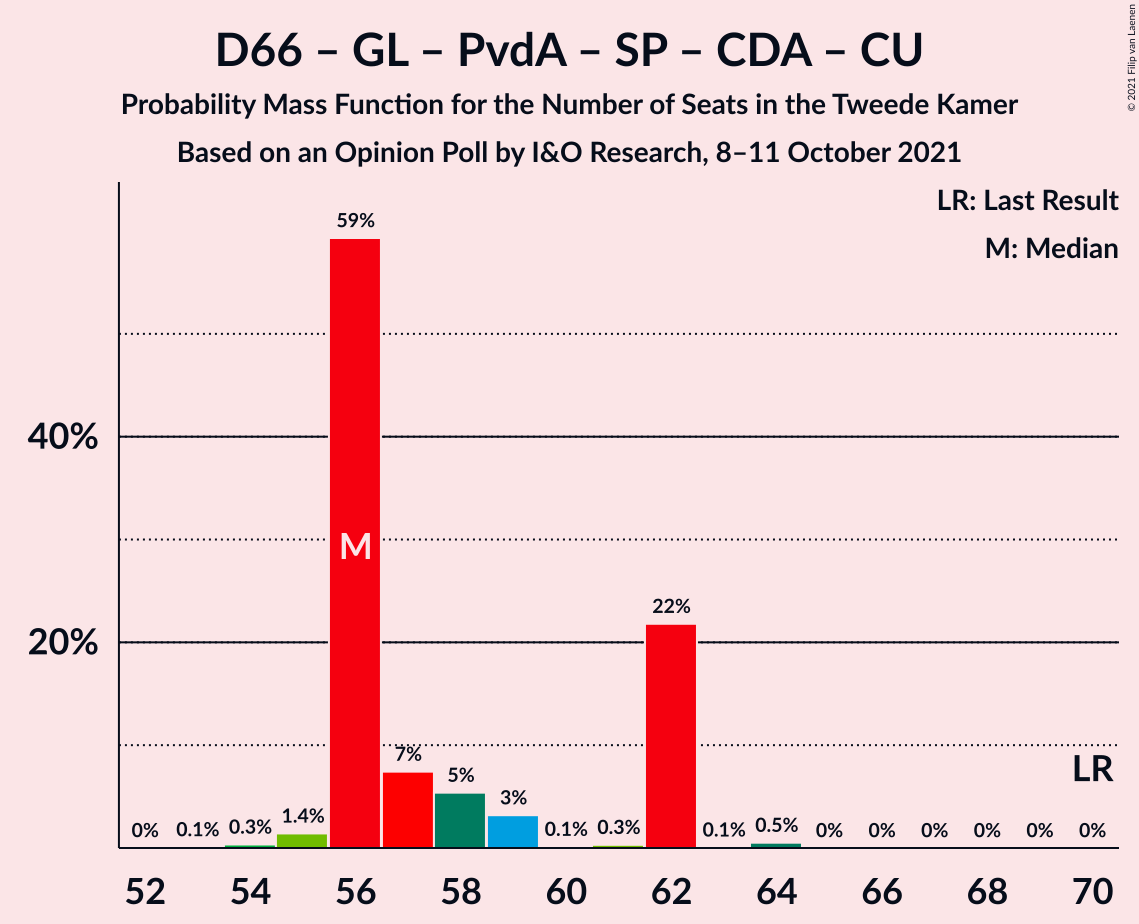 D66 – GL – PvdA – SP – CDA – CU
Probability Mass Function for the Number of Seats in the Tweede Kamer
Based on an Opinion Poll by I&O Research, 8–11 October 2021
© 2021 Filip van Laenen
LR: Last Result
M: Median
59%
40%
M
22%
20%
7%
LR
5%
3%
1.4%
0% 0.1% 0.3% 0.1% 0.3% 0.1% 0.5% 0% 0% 0% 0% 0% 0%
52 54 56 58 60 62 64 66 68 70